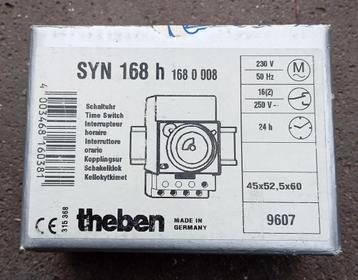 SYN 168 h 168 0 008
4 003468 160381
Schaltuhr
Time Switch
Interrupteur
horaire
Interruttore
orario
Kopplingsur
Schakelklok
Kellokytkimet
230 V
50 Hz
M
16(2)
250 V~
24 h
45x52,5x60
CE
315 368
theben
MADE IN
GERMANY
9607